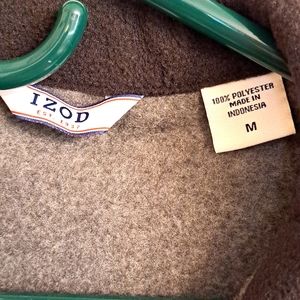 IZOD
EST. 1937
100% POLYESTER
MADE IN
INDONESIA
M